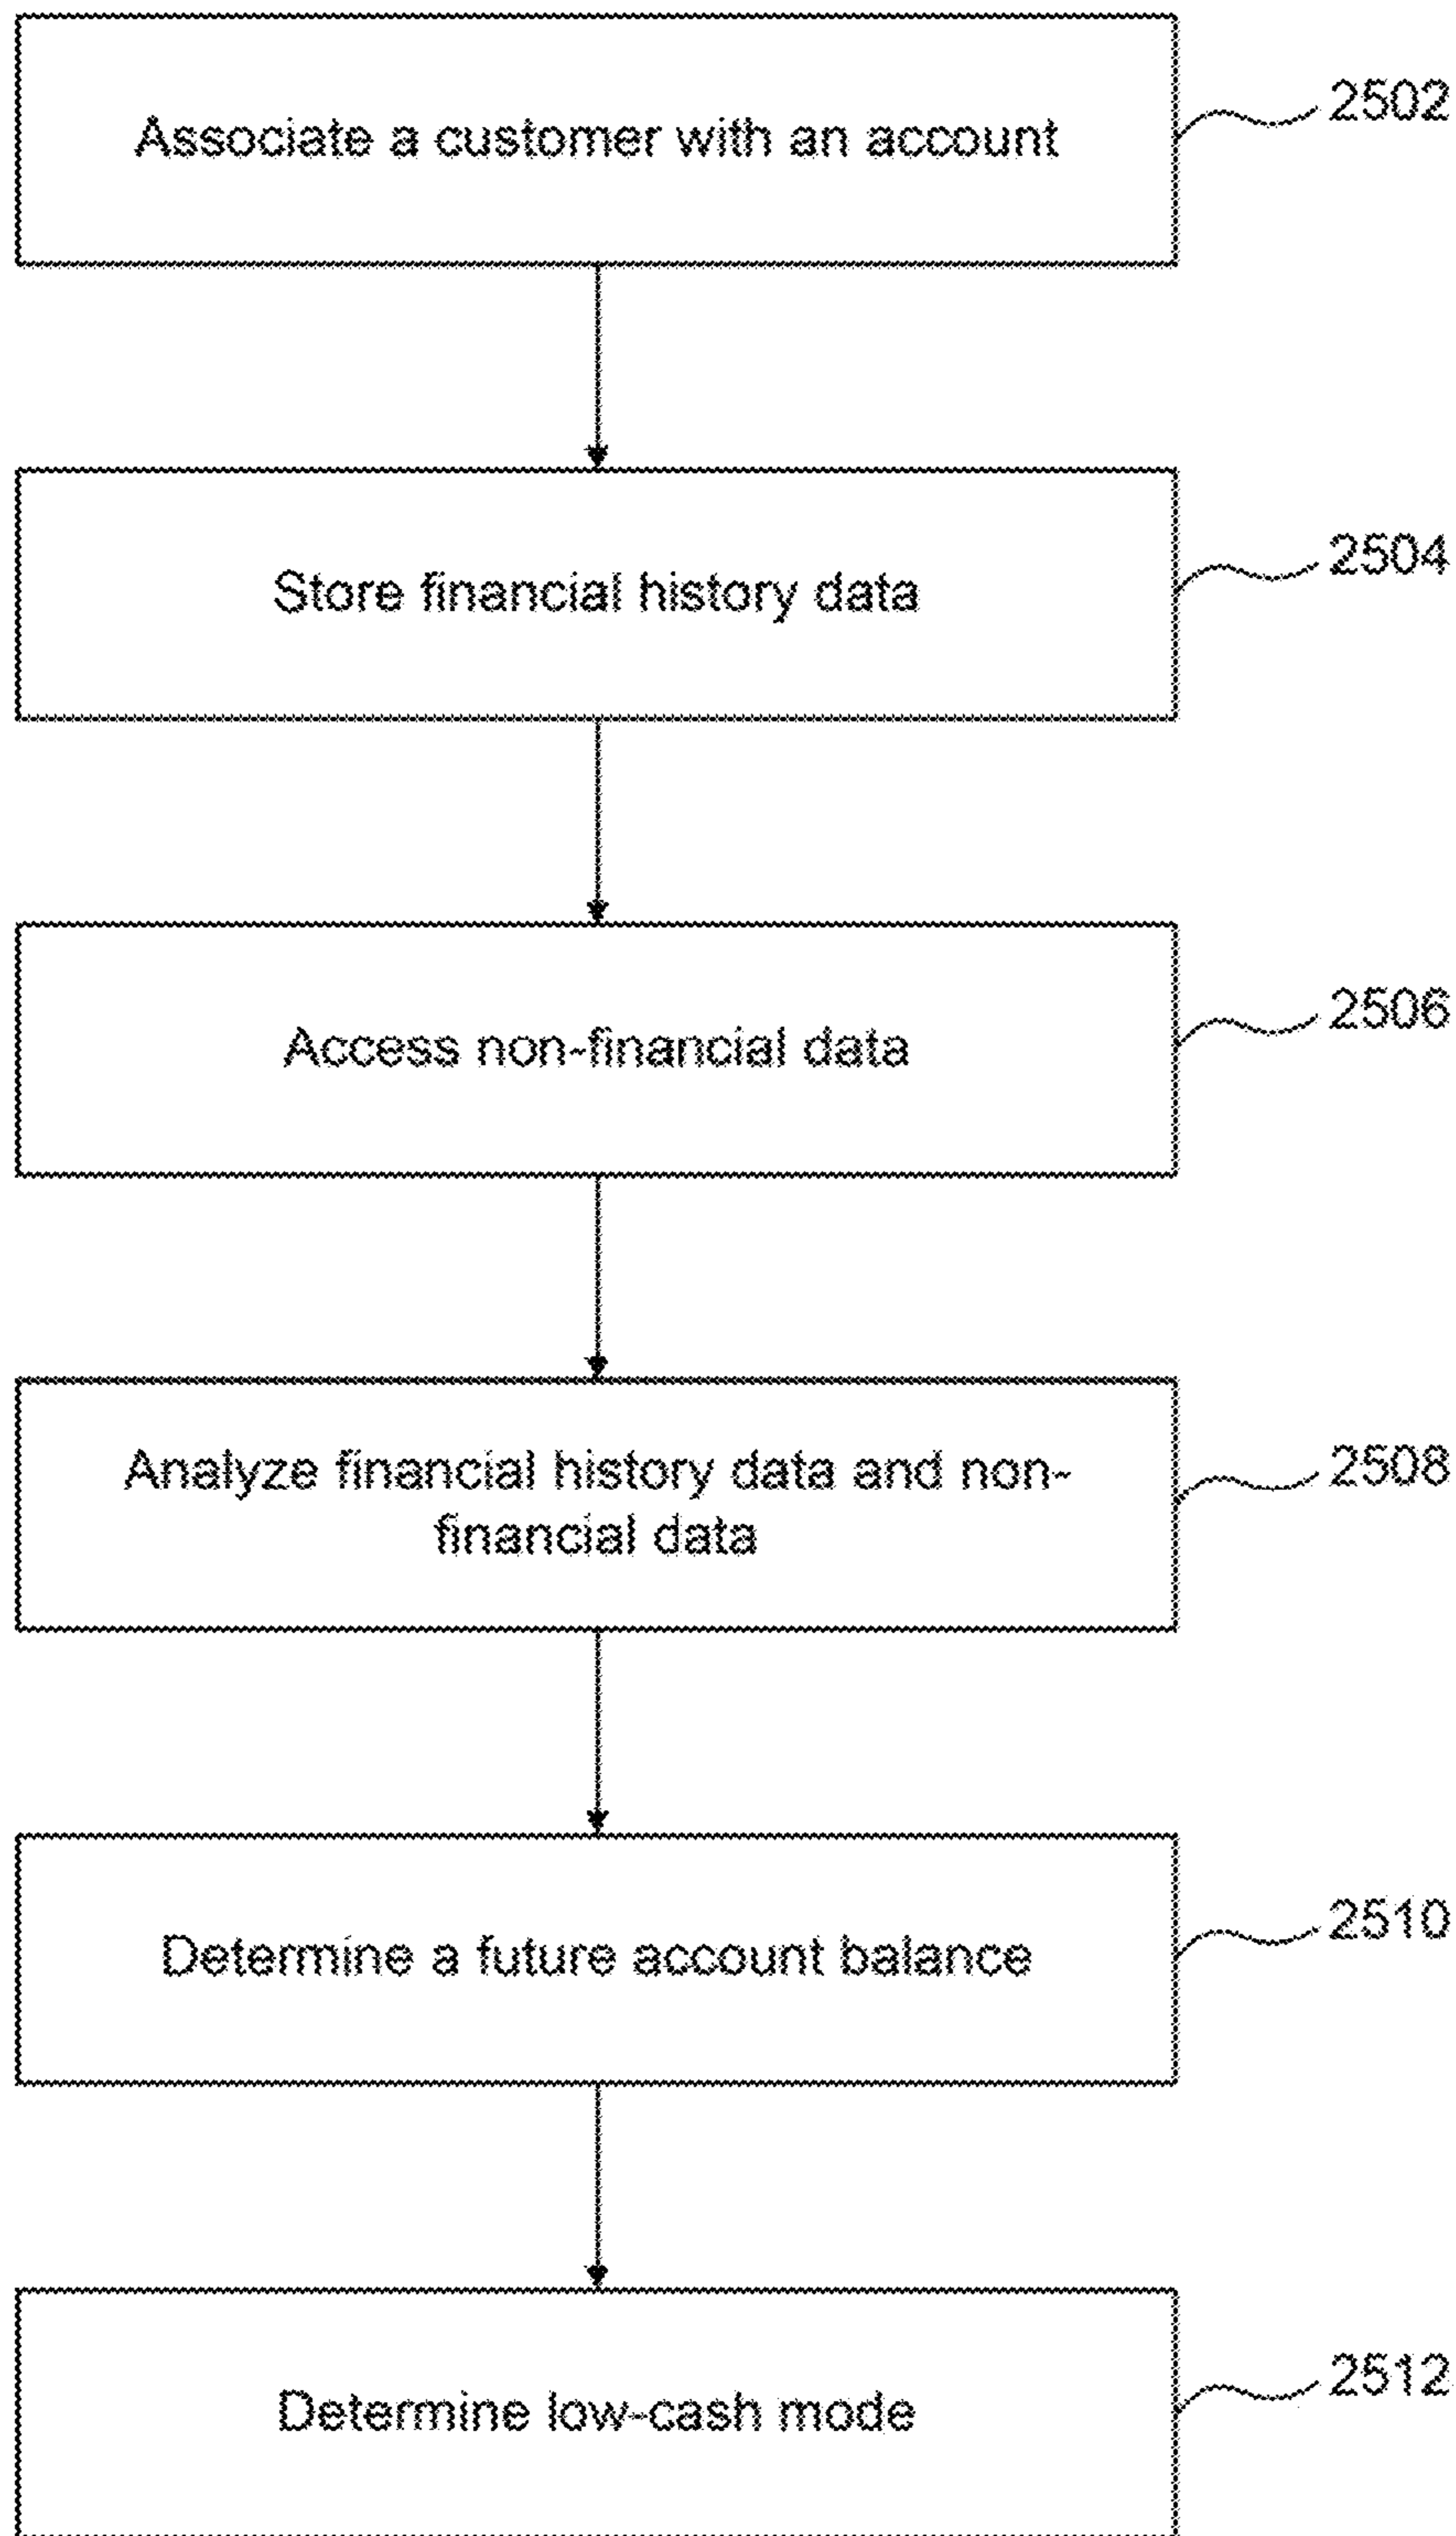 Associate a customer with an account
2502
Store financial history data
2504
Access non-financial data
2506
Analyze financial history data and non-
financial data
2508
Determine a future account balance
2510
Determine low-cash mode
2512